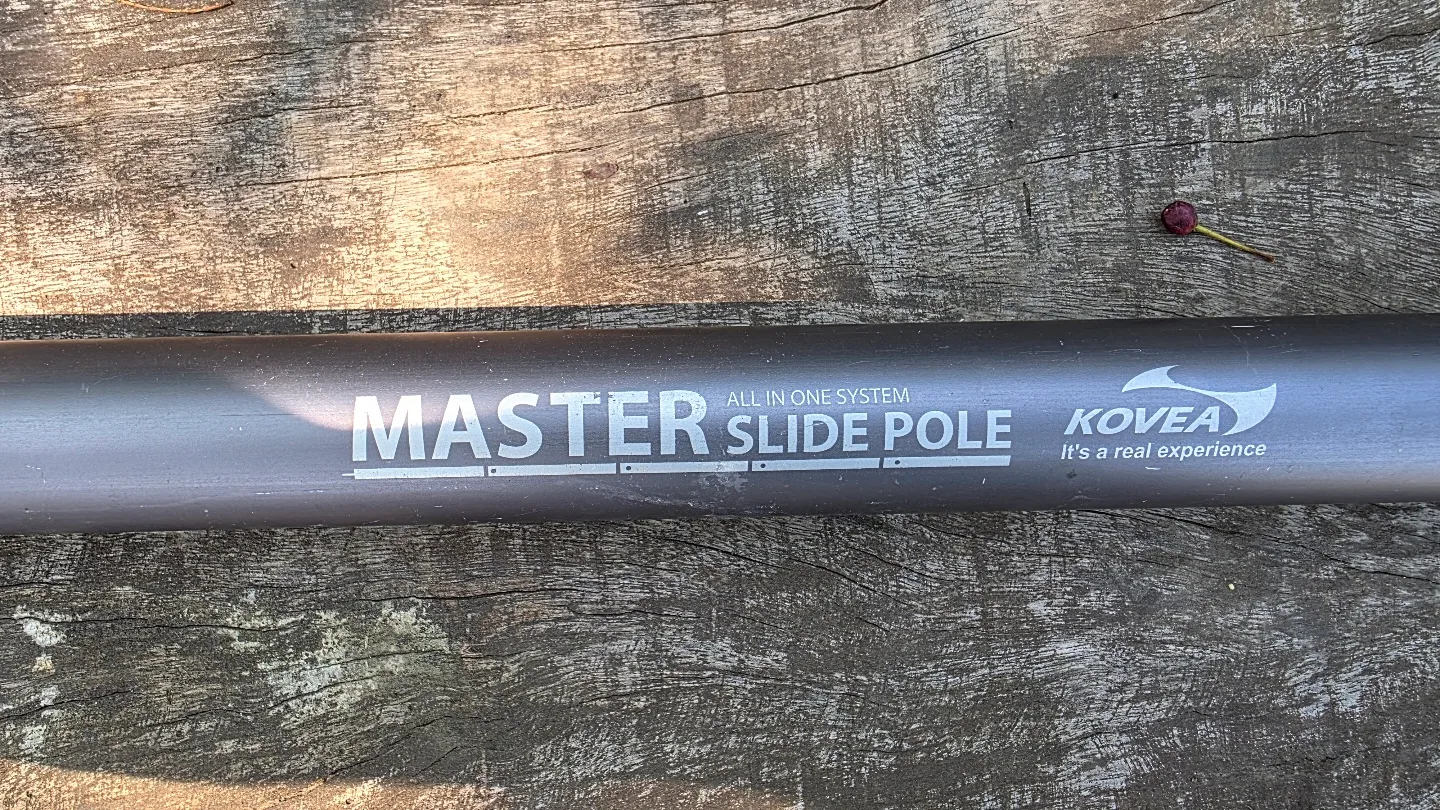 MASTER ALL IN ONE SYSTEM
SLIDE POLE
KOVEA
It's a real experience